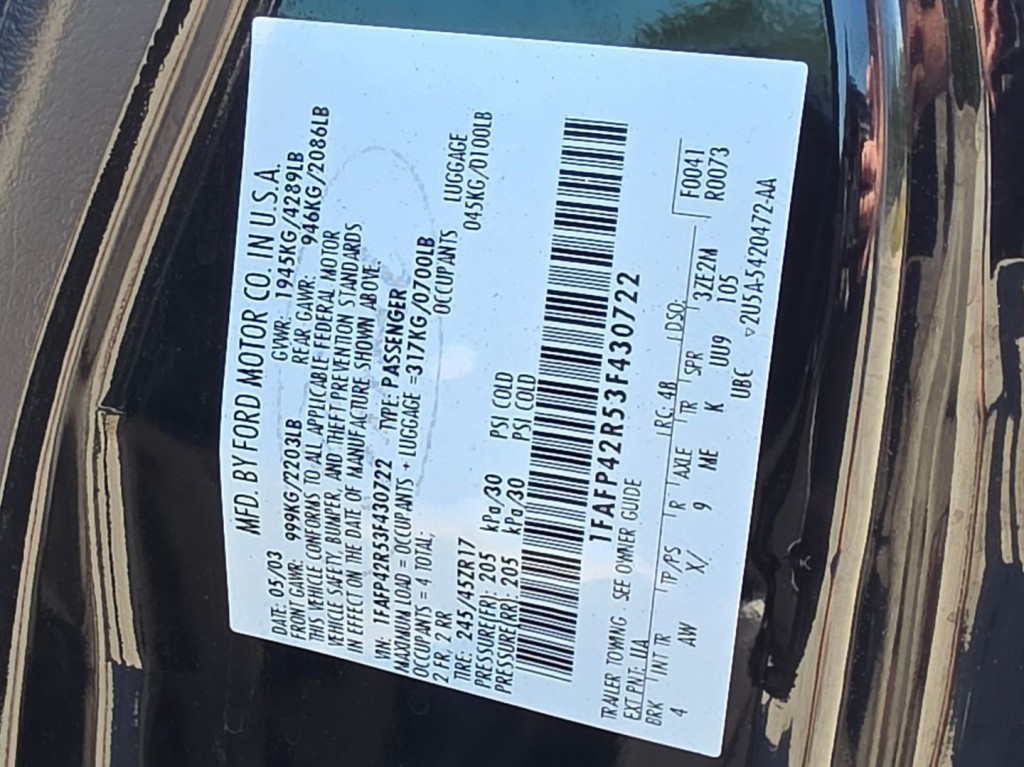 MFD. BY FORD MOTOR CO. IN U.S.A.
DATE: 05/03 GVWR: 1945KG/4289LB
FRONT GAWR: 999KG/2203LB REAR GAWR: 946KG/2086LB
THIS VEHICLE CONFORMS TO ALL APPLICABLE FEDERAL MOTOR
VEHICLE SAFETY, BUMPER, AND THEFT PREVENTION STANDARDS
IN EFFECT ON THE DATE OF MANUFACTURE SHOWN ABOVE.
VIN: 1FAFP42R53F430722 TYPE: PASSENGER
MAXIMUM LOAD = OCCUPANTS + LUGGAGE =317KG/0700LB
OCCUPANTS = 4 TOTAL; OCCUPANTS LUGGAGE
2 FR, 2 RR 045KG/0100LB
TIRE: 245/45ZR17
PRESSURE(FR): 205 kPa/30 PSI COLD
PRESSURE(RR): 205 kPa/30 PSI COLD
1FAFP42R53F430722
TRAILER TOWING - SEE OWNER GUIDE
EXT PNT: UA RC: 48 DSO: F0041
BRK INT TR TP/PS R AXLE TR SPR R0073
4 AW X/ 9 ME K UU9 3ZE2M
UBC 105
▽2U5A-5420472-AA